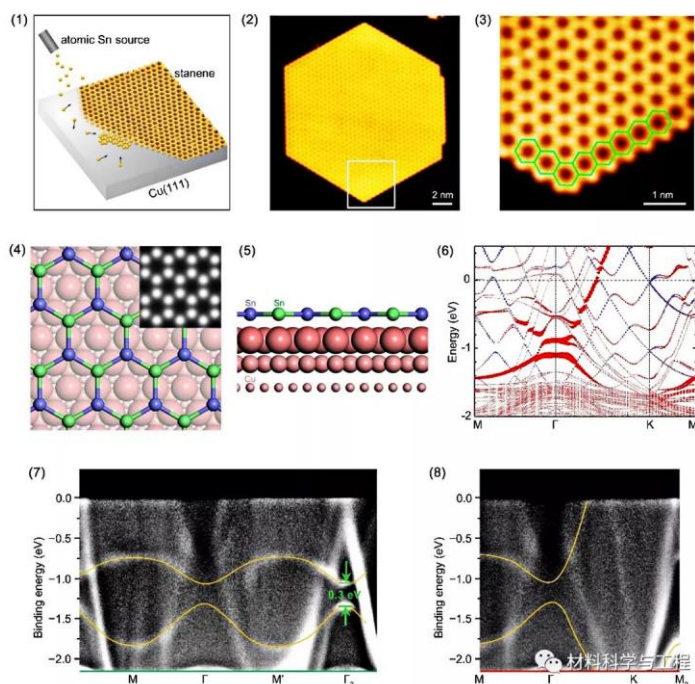 (1)
atomic Sn source
stanene
Cu(111)
(2)
2 nm
(3)
1 nm
(4)
(5)
Sn
Sn
Cu
(6)
Energy (eV)
0
-1
-2
M
Γ
K
M
(7)
Binding energy (eV)
0.0
-0.5
-1.0
-1.5
-2.0
0.3 eV
M
Γ
M'
Γ₂
(8)
Binding energy (eV)
0.0
-0.5
-1.0
-1.5
-2.0
M
Γ
K
M₂
材料科学与工程